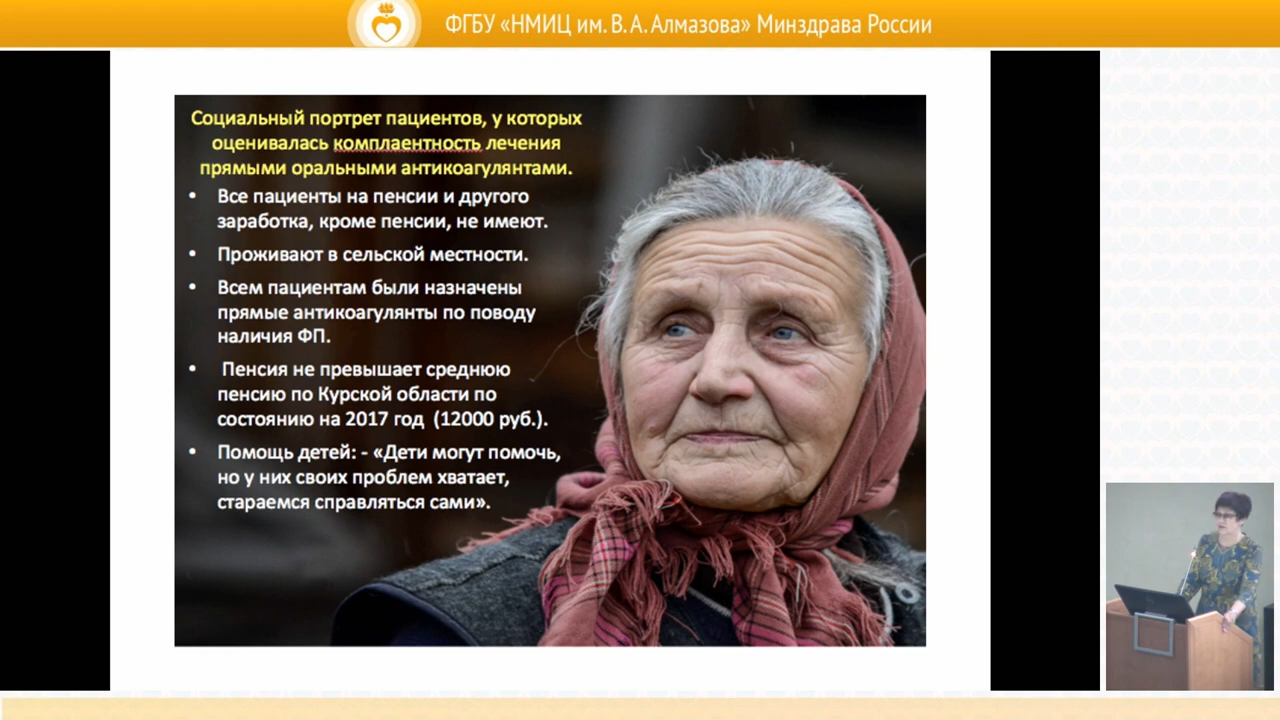 ФГБУ «НМИЦ им. В. А. Алмазова» Минздрава России
Социальный портрет пациентов, у которых
оценивалась комплаентность лечения
прямыми оральными антикоагулянтами.
• Все пациенты на пенсии и другого
заработка, кроме пенсии, не имеют.
• Проживают в сельской местности.
• Всем пациентам были назначены
прямые антикоагулянты по поводу
наличия ФП.
• Пенсия не превышает среднюю
пенсию по Курской области по
состоянию на 2017 год (12000 руб.).
• Помощь детей: - «Дети могут помочь,
но у них своих проблем хватает,
стараемся справляться сами».